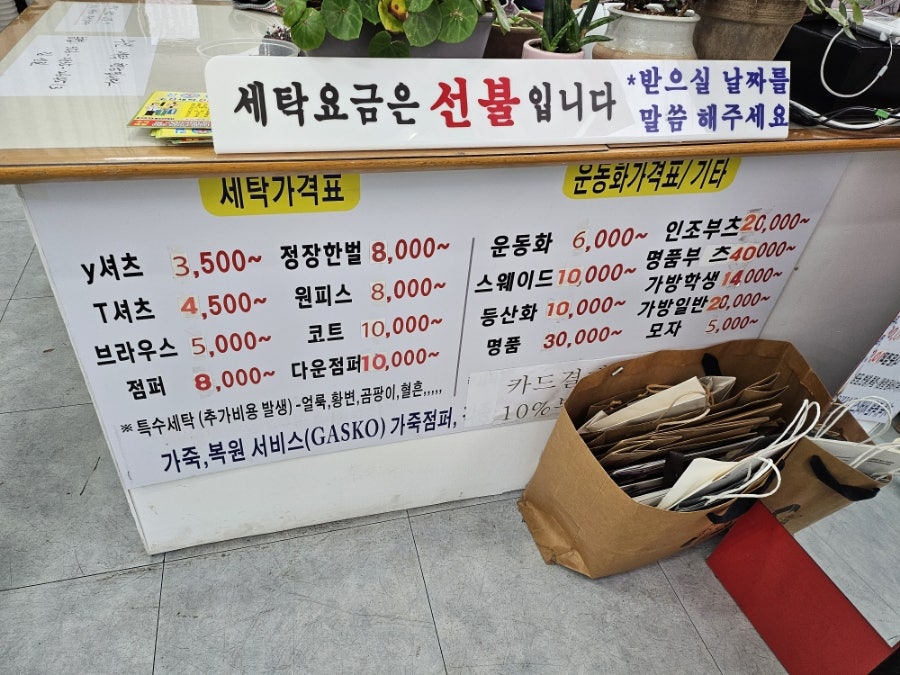 세탁요금은 선불입니다
*받으실 날짜를
말씀 해주세요
세탁가격표
y셔츠 3,500~ 정장한벌 8,000~
T셔츠 4,500~ 원피스 8,000~
브라우스 5,000~ 코트 10,000~
점퍼 8,000~ 다운점퍼 10,000~
※ 특수세탁 (추가비용 발생) -얼룩,황변,곰팡이,혈흔,,,,,
가죽,복원 서비스(GASKO) 가죽점퍼,
운동화가격표/기타
운동화 6,000~ 인조부츠 20,000~
스웨이드 10,000~ 명품부 츠 40000~
등산화 10,000~ 가방학생 14,000~
명품 30,000~ 가방일반 20,000~
모자 5,000~
카드결
10%